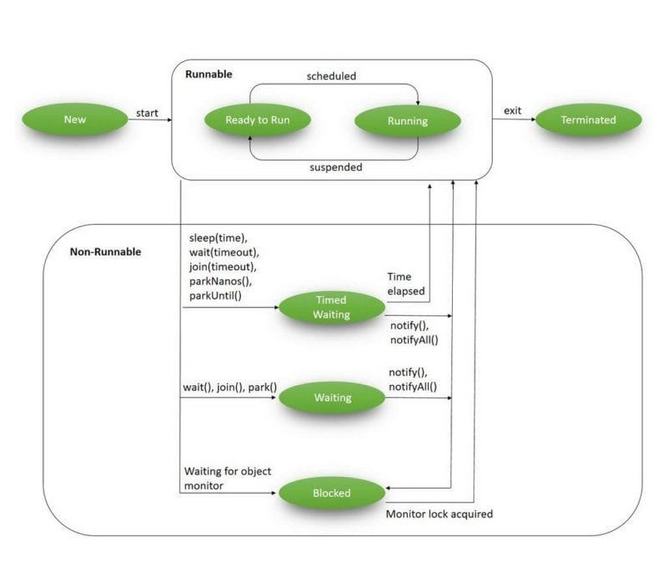 Runnable
scheduled
New
start
Ready to Run
Running
exit
Terminated
suspended
Non-Runnable
sleep(time),
wait(timeout),
join(timeout),
parkNanos(),
parkUntil()
Time
elapsed
Timed
Waiting
notify(),
notifyAll()
wait(), join(), park()
Waiting
notify(),
notifyAll()
Waiting for object
monitor
Blocked
Monitor lock acquired